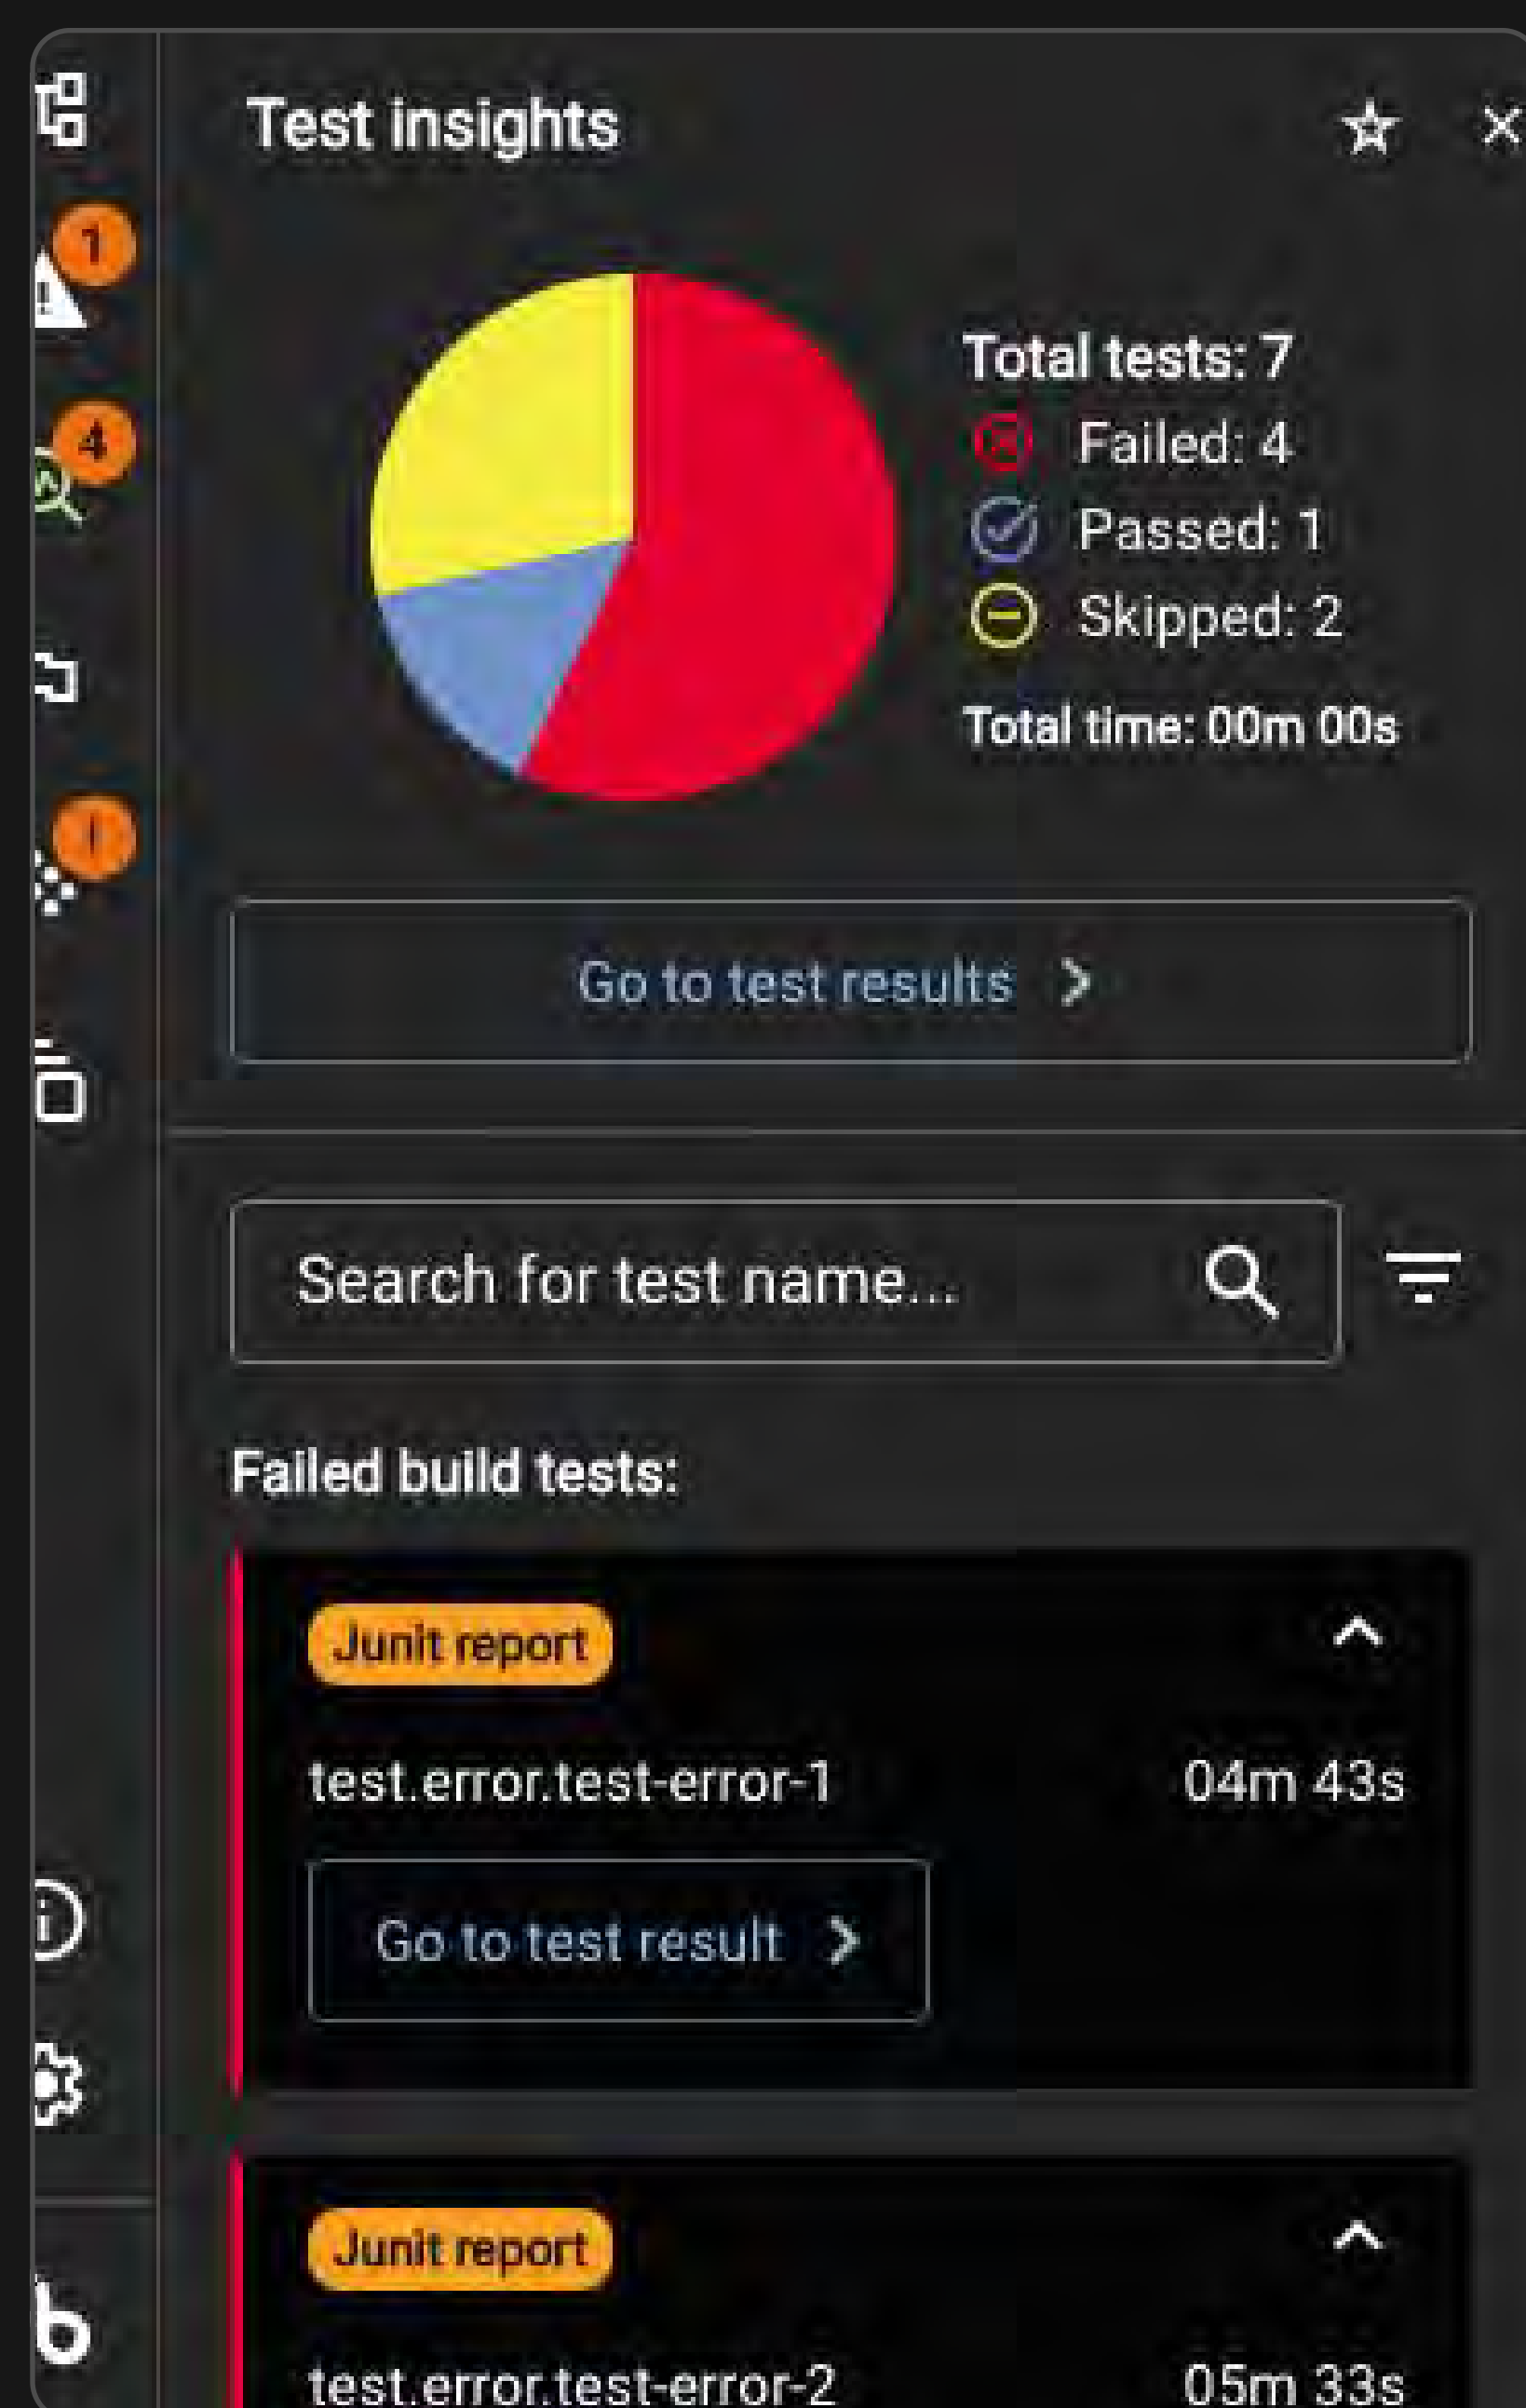 Test insights
1
4
!
Total tests: 7
Failed: 4
Passed: 1
Skipped: 2
Total time: 00m 00s
Go to test results
Search for test name...
Failed build tests:
Junit report
test.error.test-error-1 04m 43s
Go to test result
Junit report
test.error.test-error-2 05m 33s
b